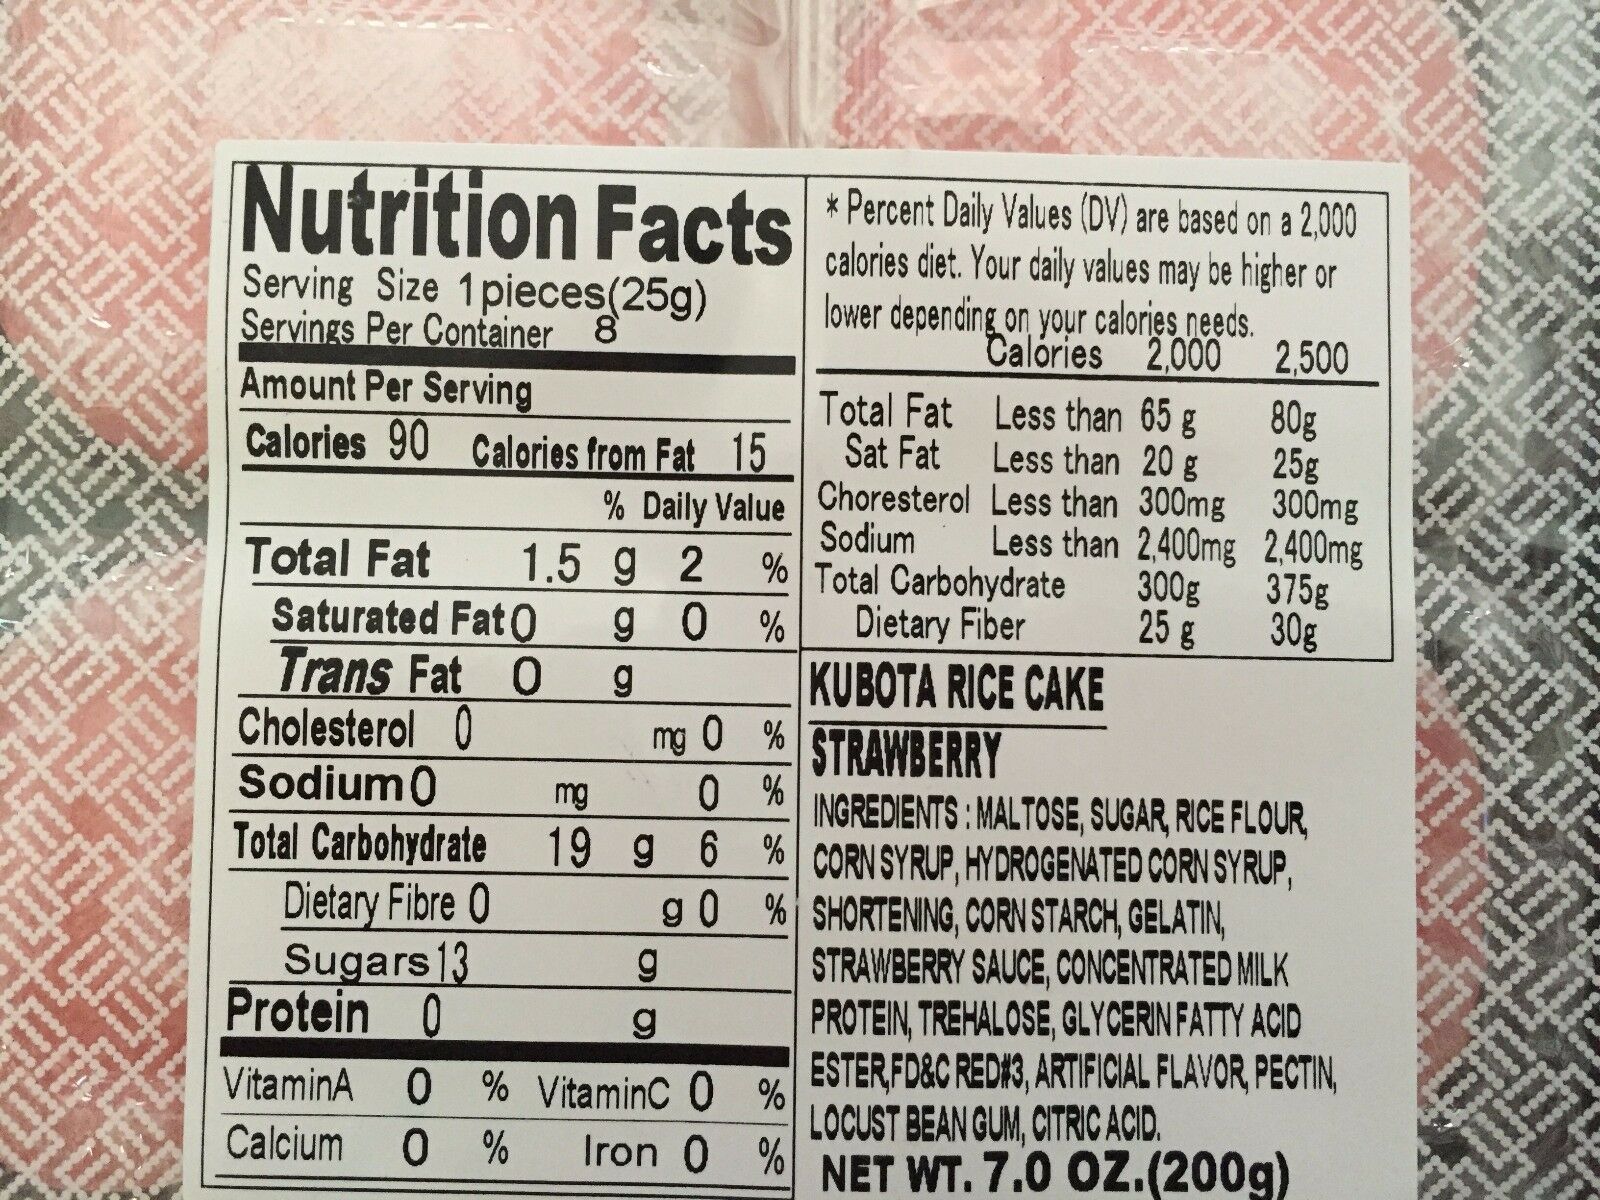 Nutrition Facts
Serving Size 1pieces(25g)
Servings Per Container 8
Amount Per Serving
Calories 90 Calories from Fat 15
% Daily Value
Total Fat 1.5 g 2 %
Saturated Fat 0 g 0 %
Trans Fat 0 g
Cholesterol 0 mg 0 %
Sodium 0 mg 0 %
Total Carbohydrate 19 g 6 %
Dietary Fibre 0 g 0 %
Sugars 13 g
Protein 0 g
VitaminA 0 % VitaminC 0 %
Calcium 0 % Iron 0 %
* Percent Daily Values (DV) are based on a 2,000
calories diet. Your daily values may be higher or
lower depending on your calories needs.
Calories 2,000 2,500
Total Fat Less than 65 g 80g
Sat Fat Less than 20 g 25g
Choresterol Less than 300mg 300mg
Sodium Less than 2,400mg 2,400mg
Total Carbohydrate 300g 375g
Dietary Fiber 25 g 30g
KUBOTA RICE CAKE
STRAWBERRY
INGREDIENTS : MALTOSE, SUGAR, RICE FLOUR,
CORN SYRUP, HYDROGENATED CORN SYRUP,
SHORTENING, CORN STARCH, GELATIN,
STRAWBERRY SAUCE, CONCENTRATED MILK
PROTEIN, TREHALOSE, GLYCERIN FATTY ACID
ESTER,FD&C RED#3, ARTIFICIAL FLAVOR, PECTIN,
LOCUST BEAN GUM, CITRIC ACID.
NET WT. 7.0 OZ.(200g)